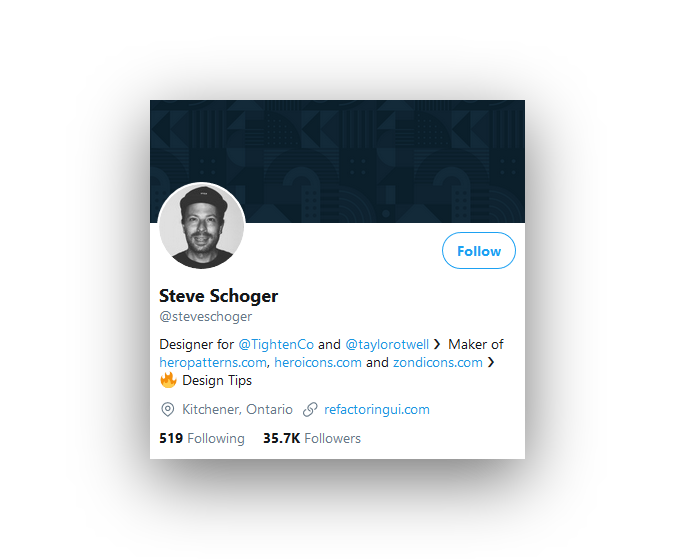 Follow
Steve Schoger
@steveschoger
Designer for @TightenCo and @taylorotwell ❯ Maker of
heropatterns.com, heroicons.com and zondicons.com ❯
🔥 Design Tips
Kitchener, Ontario refactoringui.com
519 Following 35.7K Followers